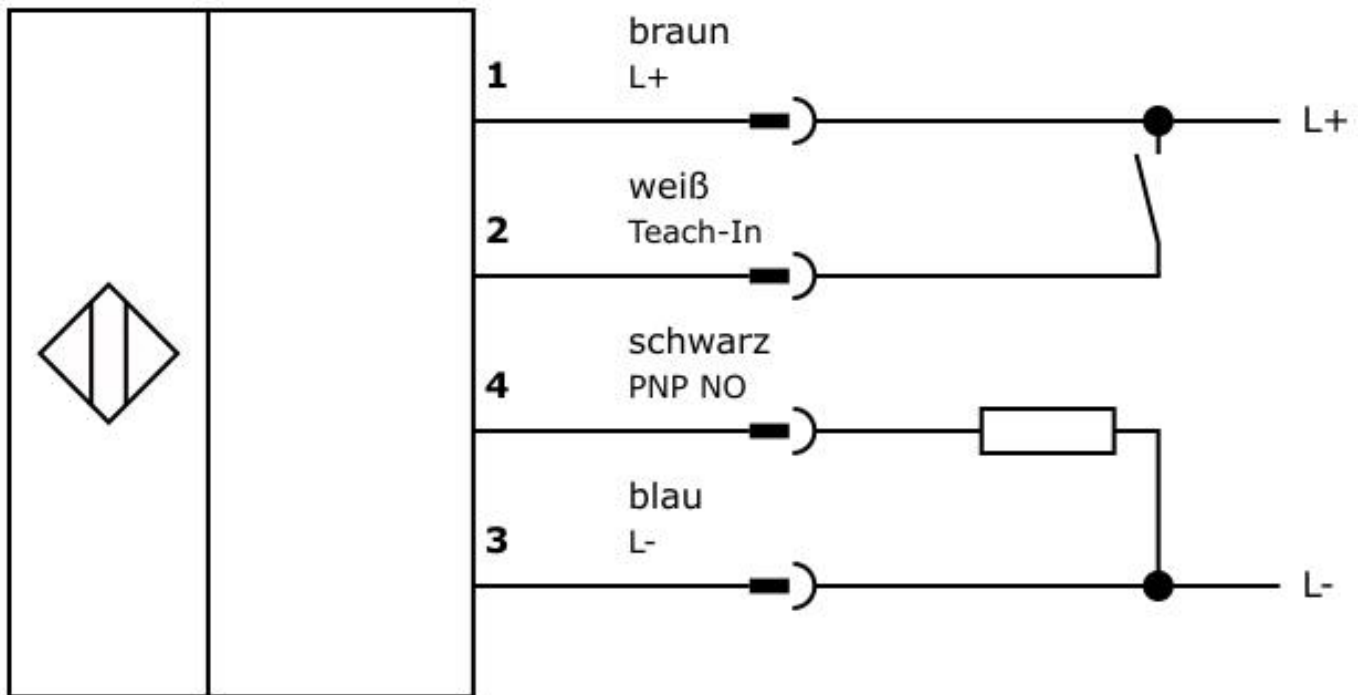 braun
1 L+
L+
weiß
2 Teach-In
schwarz
4 PNP NO
blau
3 L-
L-